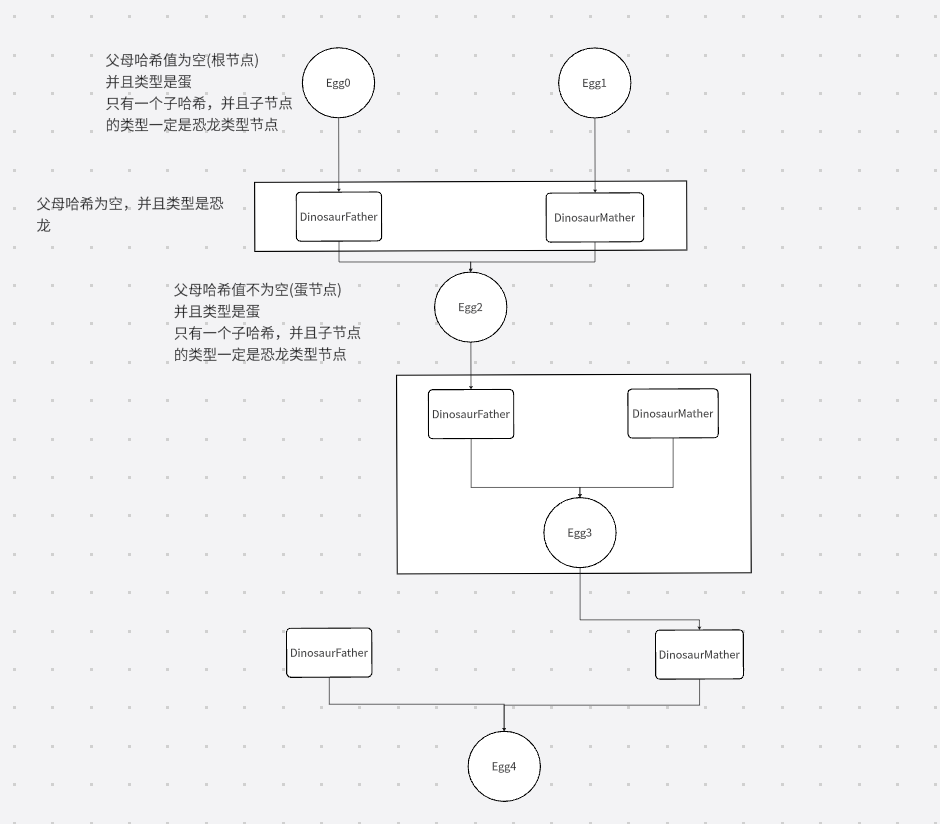 父母哈希值为空(根节点)
并且类型是蛋
只有一个子哈希，并且子节点
的类型一定是恐龙类型节点
Egg0
Egg1
父母哈希为空，并且类型是恐
龙
DinosaurFather
DinosaurMather
父母哈希值不为空(蛋节点)
并且类型是蛋
只有一个子哈希，并且子节点
的类型一定是恐龙类型节点
Egg2
DinosaurFather
DinosaurMather
Egg3
DinosaurFather
DinosaurMather
Egg4